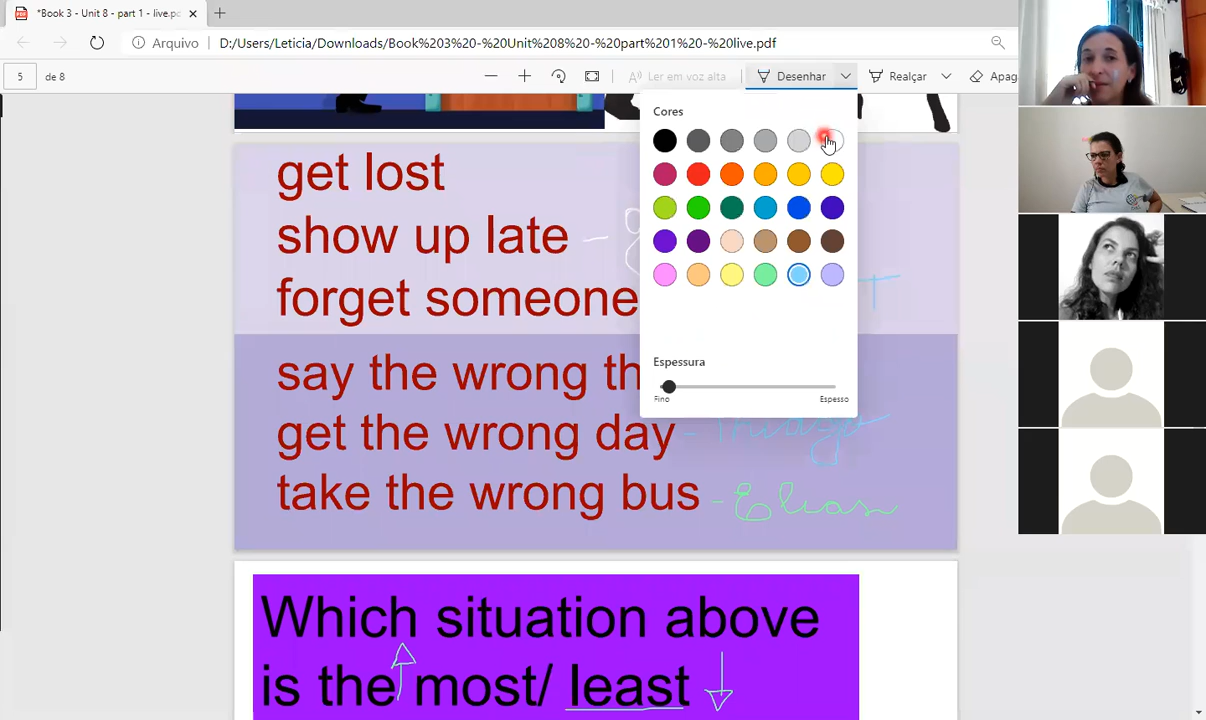 *Book 3 - Unit 8 - part 1 - live.pc
Arquivo
D:/Users/Leticia/Downloads/Book%203%20-%20Unit%208%20-%20part%201%20-%20live.pdf
5 de 8
Ler em voz alta
Desenhar
Realçar
Apag
Cores
get lost
show up late -
forget someone
say the wrong th
Espessura
Fino
Espesso
get the wrong day
take the wrong bus - Elias
Which situation above
is the most/ least